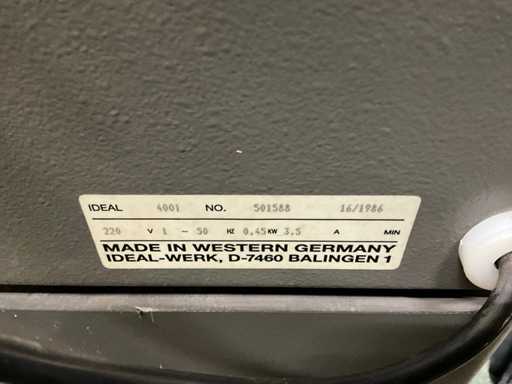 IDEAL 4001 NO. 501588 16/1986
220 V 1 ~ 50 HZ 0,45 KW 3.5 A MIN
MADE IN WESTERN GERMANY
IDEAL-WERK, D-7460 BALINGEN 1